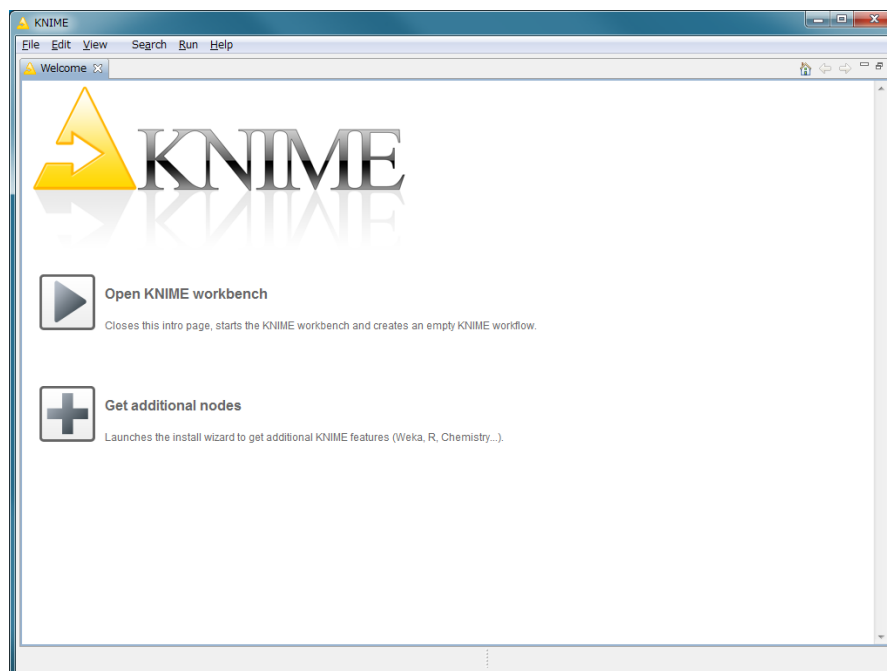 KNIME
File Edit View Search Run Help
Welcome
KNIME
Open KNIME workbench
Closes this intro page, starts the KNIME workbench and creates an empty KNIME workflow.
Get additional nodes
Launches the install wizard to get additional KNIME features (Weka, R, Chemistry...).